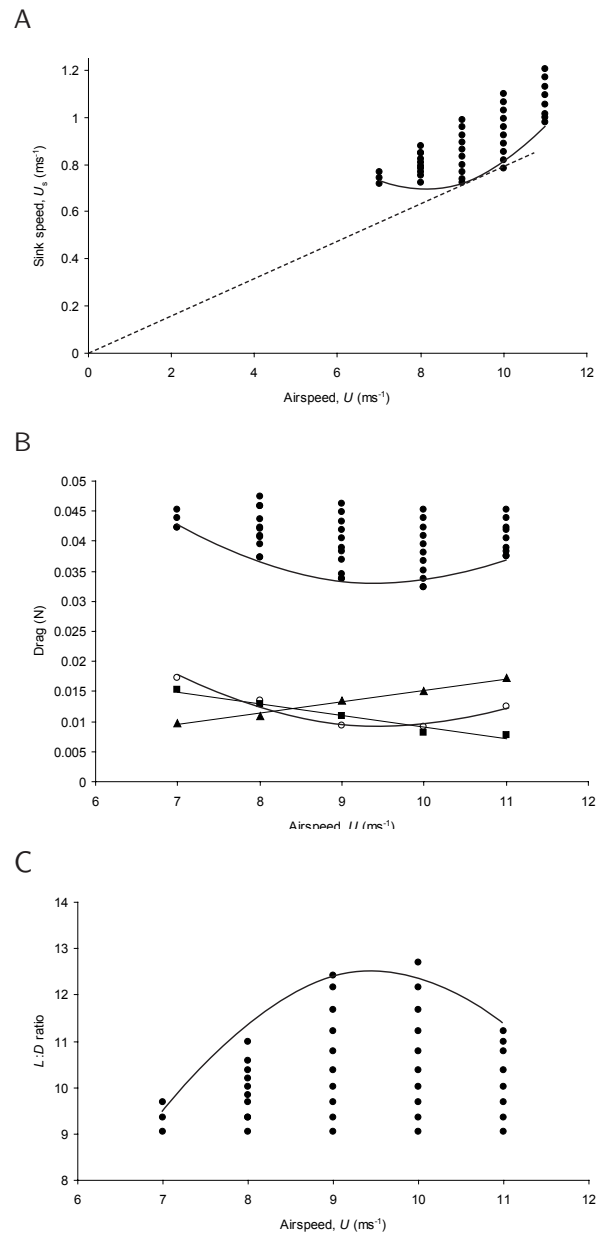 A
1.2
1
0.8
0.6
0.4
0.2
0
Sink speed, Us (ms-1)
0 2 4 6 8 10 12
Airspeed, U (ms-1)
B
0.05
0.045
0.04
0.035
0.03
0.025
0.02
0.015
0.01
0.005
0
Drag (N)
6 7 8 9 10 11 12
Airspeed, U (ms-1)
C
14
13
12
11
10
9
8
L:D ratio
6 7 8 9 10 11 12
Airspeed, U (ms-1)